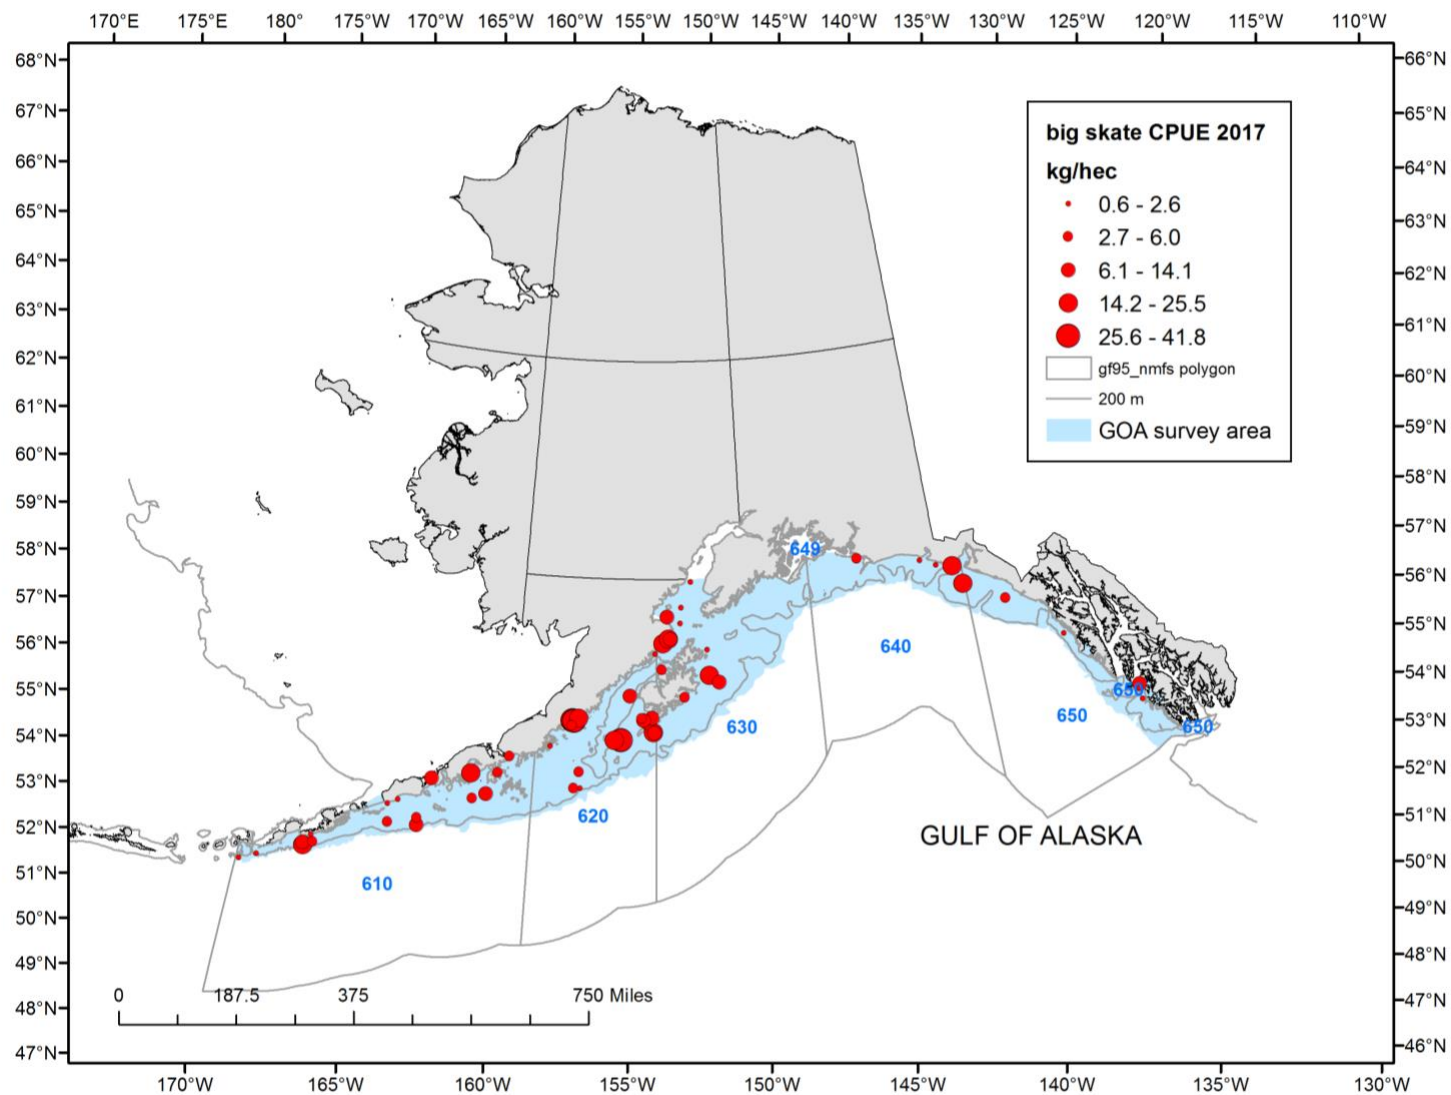 170°E 175°E 180° 175°W 170°W 165°W 160°W 155°W 150°W 145°W 140°W 135°W 130°W 125°W 120°W 115°W 110°W
68°N 66°N
67°N 65°N
66°N 64°N
65°N 63°N
64°N 62°N
63°N 61°N
62°N 60°N
61°N 59°N
60°N 58°N
59°N 57°N
58°N 56°N
57°N 55°N
56°N 54°N
55°N 53°N
54°N 52°N
53°N 51°N
52°N 50°N
51°N 49°N
50°N 48°N
49°N 47°N
48°N 46°N
47°N
big skate CPUE 2017
kg/hec
0.6 - 2.6
2.7 - 6.0
6.1 - 14.1
14.2 - 25.5
25.6 - 41.8
gf95_nmfs polygon
200 m
GOA survey area
649
640
650
650
650
630
620
610
GULF OF ALASKA
0 187.5 375 750 Miles
170°W 165°W 160°W 155°W 150°W 145°W 140°W 135°W 130°W